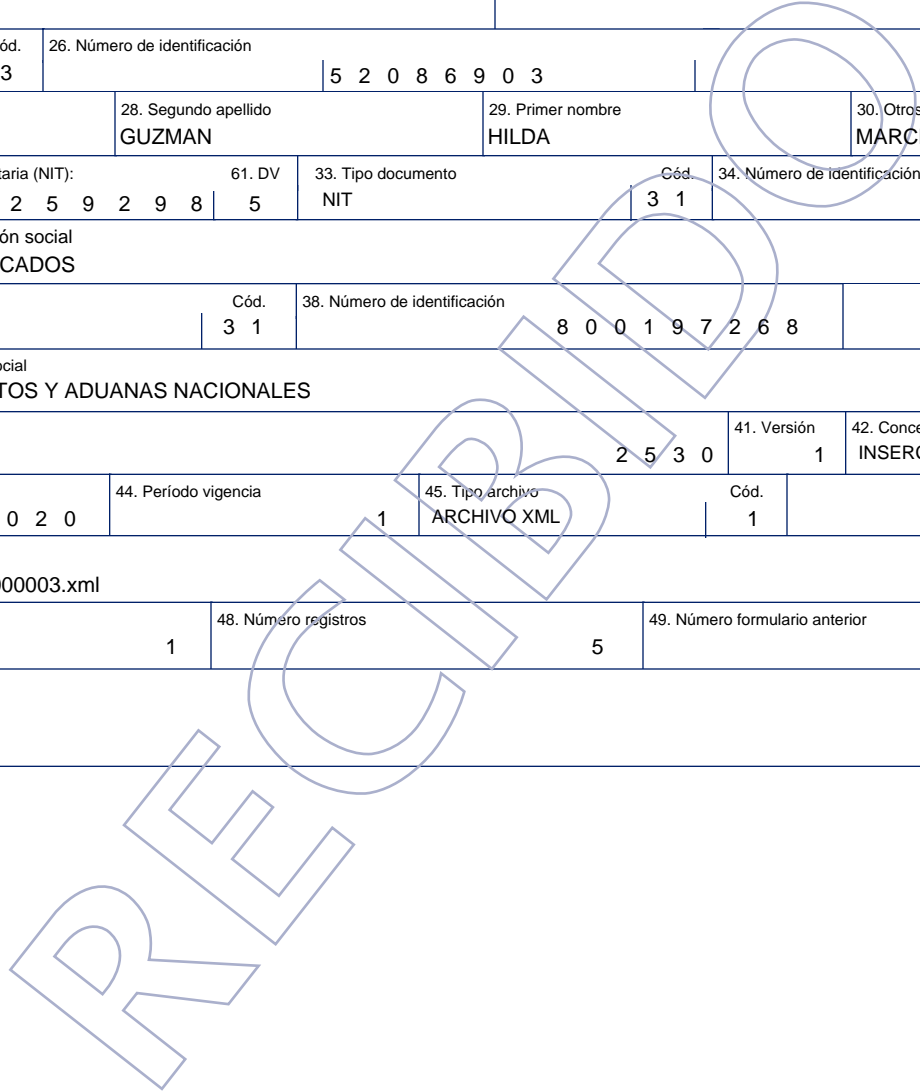 ód. 26. Número de identificación
3 5 2 0 8 6 9 0 3
28. Segundo apellido 29. Primer nombre 30. Otros
GUZMAN HILDA MARCI
taria (NIT): 61. DV 33. Tipo documento Cód. 34. Número de identificación
2 5 9 2 9 8 5 NIT 3 1
ón social
CADOS
Cód. 38. Número de identificación
3 1 8 0 0 1 9 7 2 6 8
ocial
TOS Y ADUANAS NACIONALES
41. Versión 42. Conce
2 5 3 0 1 INSERC
44. Período vigencia 45. Tipo archivo Cód.
0 2 0 1 ARCHIVO XML 1
000003.xml
48. Número registros 49. Número formulario anterior
1 5
RECIBIDO